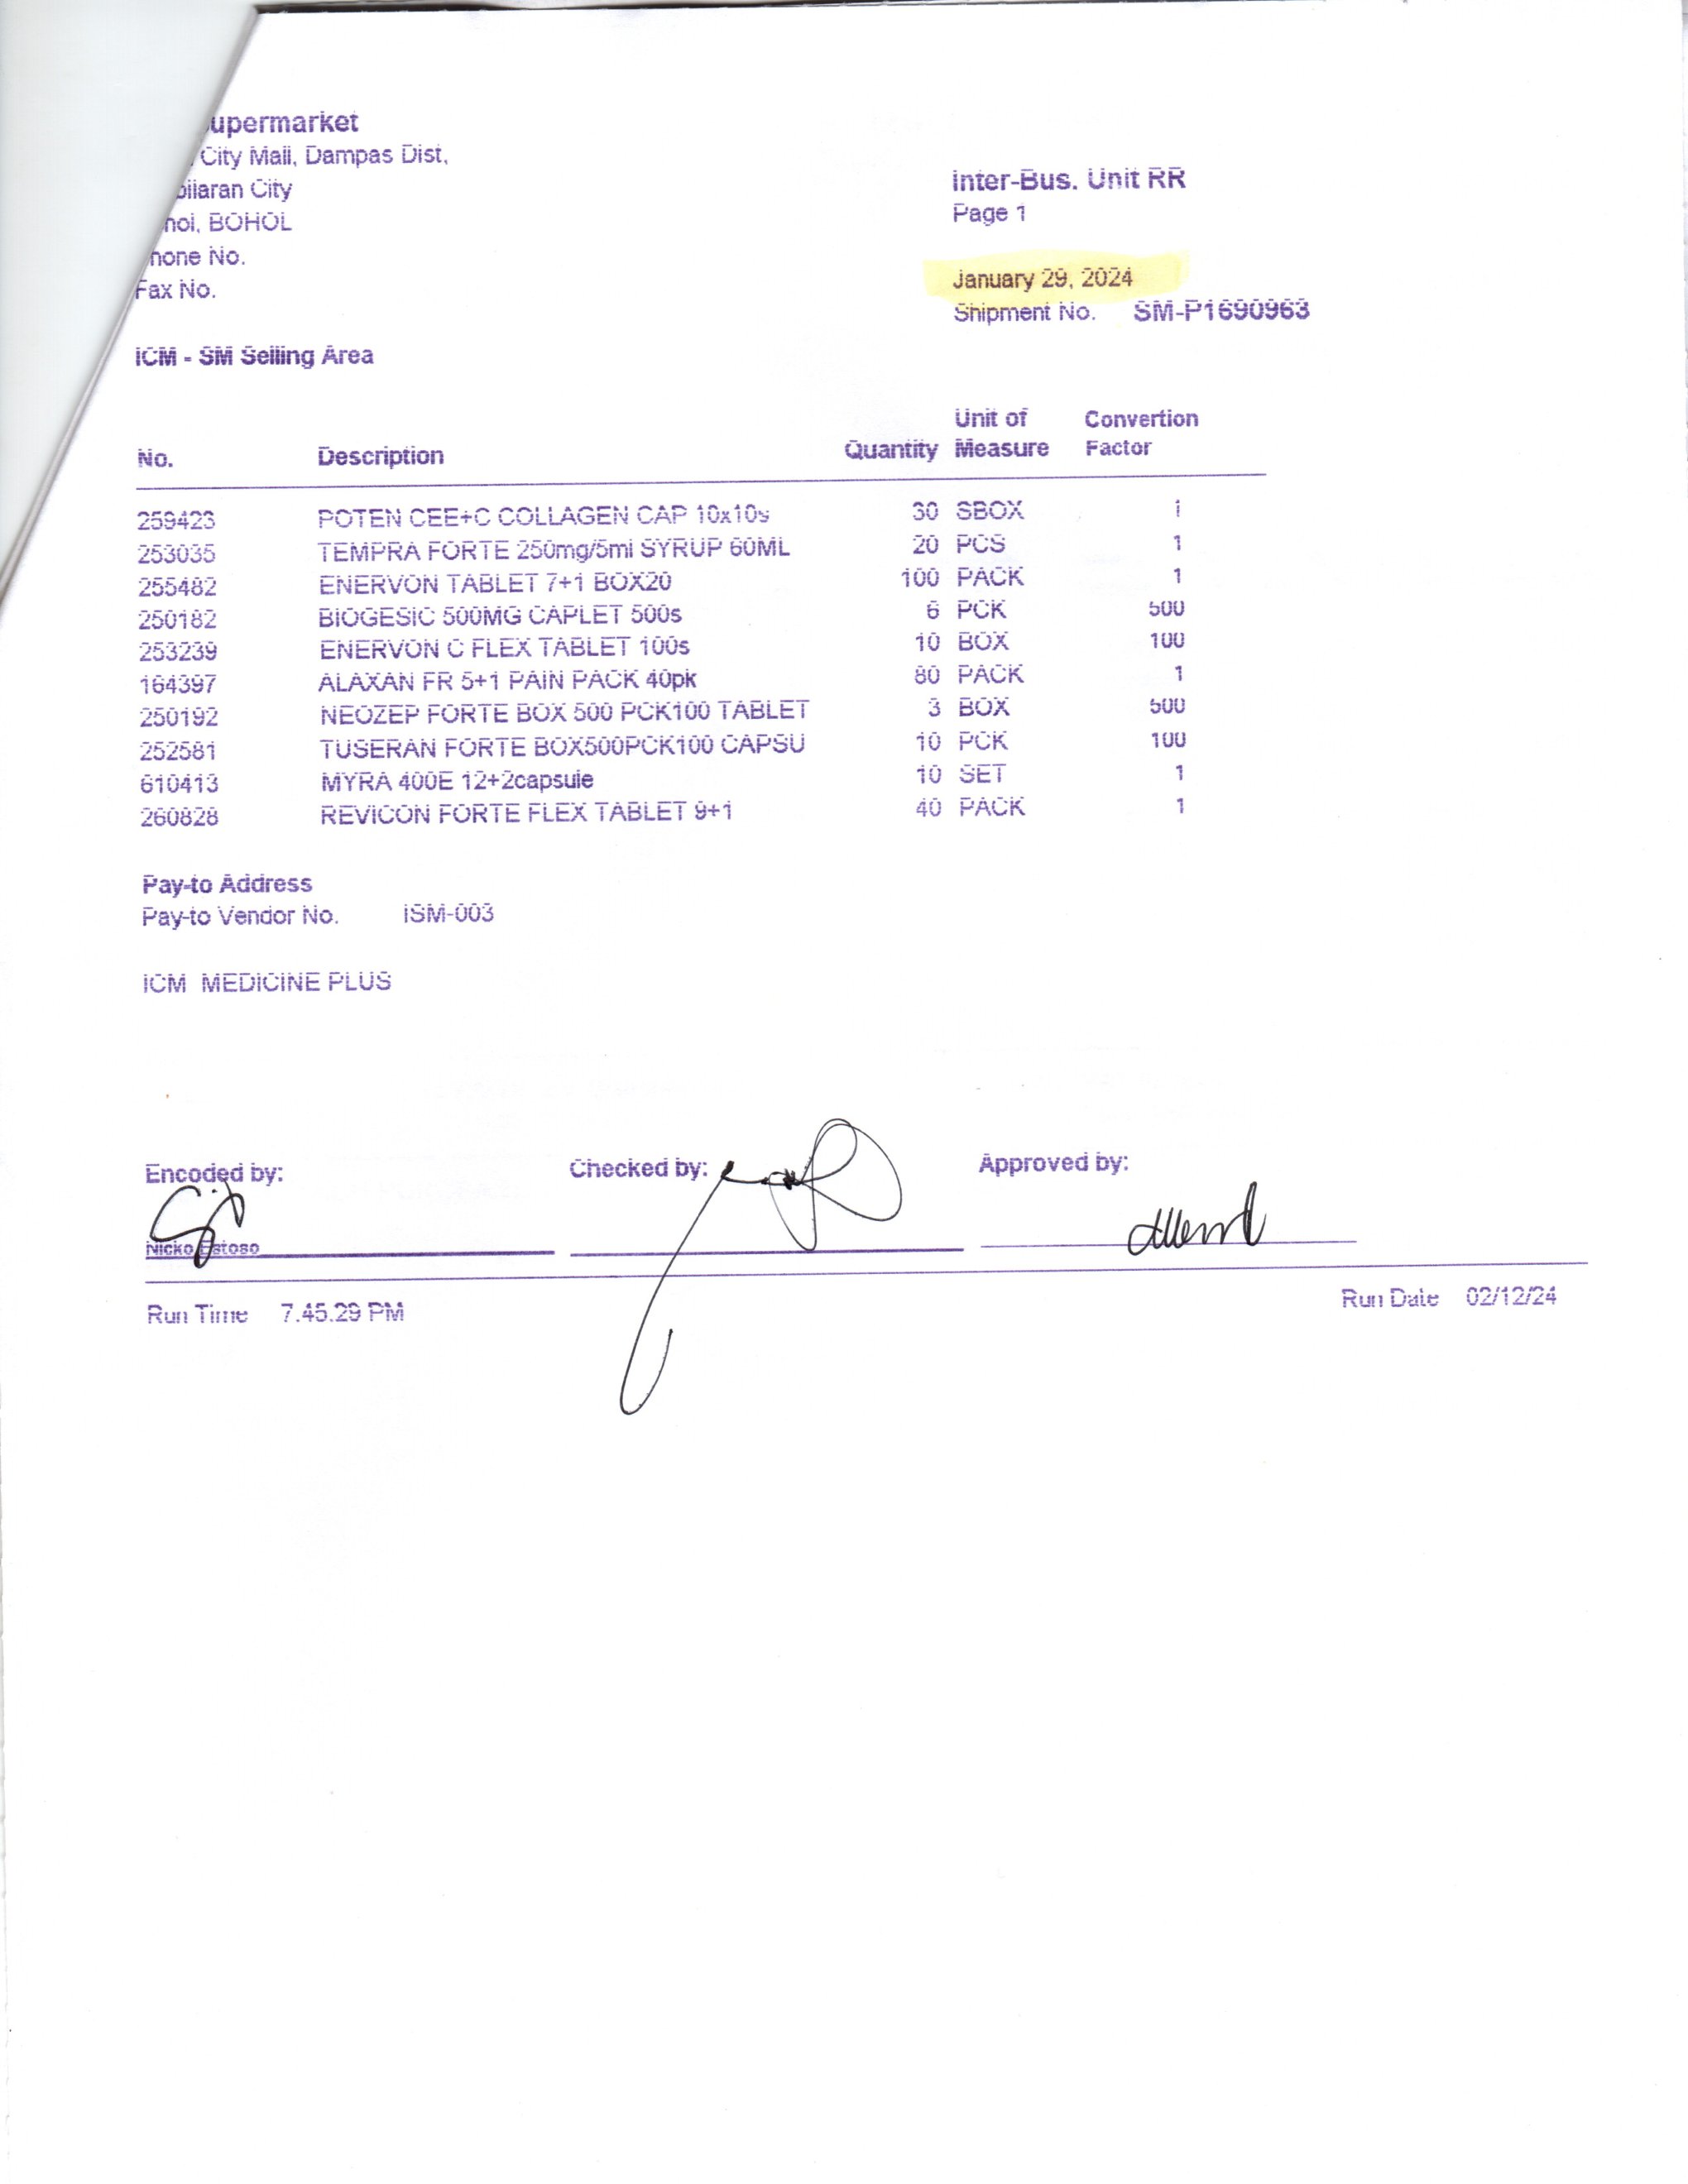 upermarket
City Mall, Dampas Dist,
bilaran City
hol, BOHOL
hone No.
Fax No.
Inter-Bus. Unit RR
Page 1
January 29, 2024
Shipment No. SM-P1690963
ICM - SM Selling Area
No. Description Quantity Unit of Measure Convertion Factor
259423 POTEN CEE+C COLLAGEN CAP 10x10s 30 SBOX 1
253035 TEMPRA FORTE 250mg/5ml SYRUP 60ML 20 PCS 1
255482 ENERVON TABLET 7+1 BOX20 100 PACK 1
250182 BIOGESIC 500MG CAPLET 500s 6 PCK 500
253239 ENERVON C FLEX TABLET 100s 10 BOX 100
164397 ALAXAN FR 5+1 PAIN PACK 40pk 80 PACK 1
250192 NEOZEP FORTE BOX 500 PCK100 TABLET 3 BOX 500
252581 TUSERAN FORTE BOX500PCK100 CAPSU 10 PCK 100
610413 MYRA 400E 12+2capsule 10 SET 1
260828 REVICON FORTE FLEX TABLET 9+1 40 PACK 1
Pay-to Address
Pay-to Vendor No. ISM-003
ICM MEDICINE PLUS
Encoded by: Checked by: Approved by:
Nicko Estoso
Run Time 7.45.29 PM Run Date 02/12/24